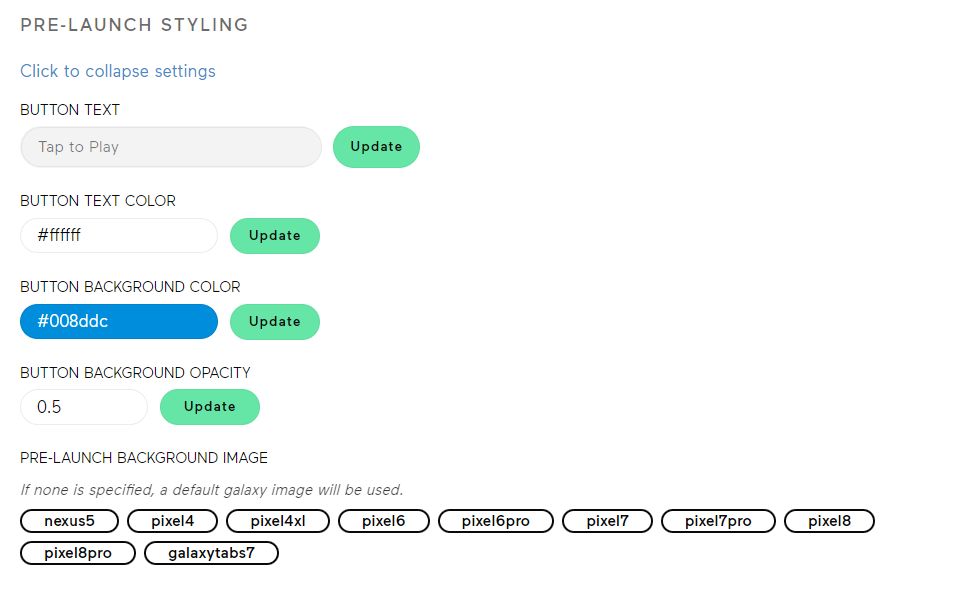 PRE-LAUNCH STYLING
Click to collapse settings
BUTTON TEXT
Tap to Play Update
BUTTON TEXT COLOR
#ffffff Update
BUTTON BACKGROUND COLOR
#008ddc Update
BUTTON BACKGROUND OPACITY
0.5 Update
PRE-LAUNCH BACKGROUND IMAGE
If none is specified, a default galaxy image will be used.
nexus5 pixel4 pixel4xl pixel6 pixel6pro pixel7 pixel7pro pixel8
pixel8pro galaxytabs7